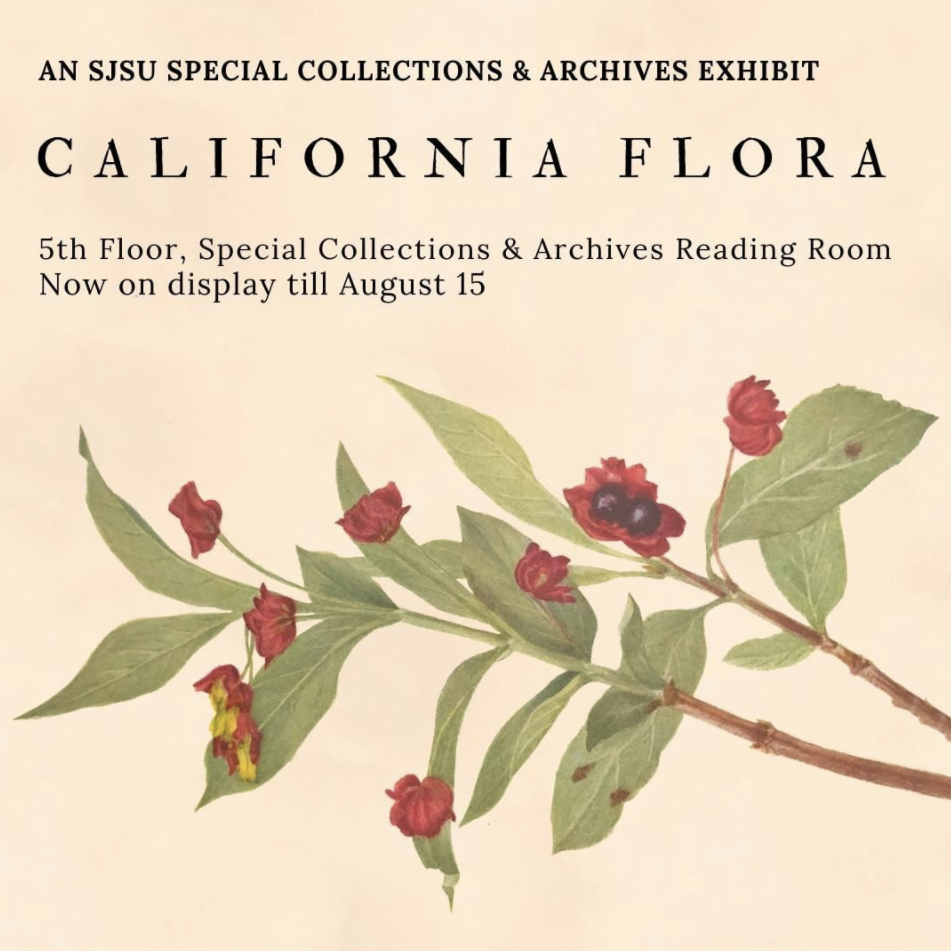 AN SJSU SPECIAL COLLECTIONS & ARCHIVES EXHIBIT
CALIFORNIA FLORA
5th Floor, Special Collections & Archives Reading Room
Now on display till August 15